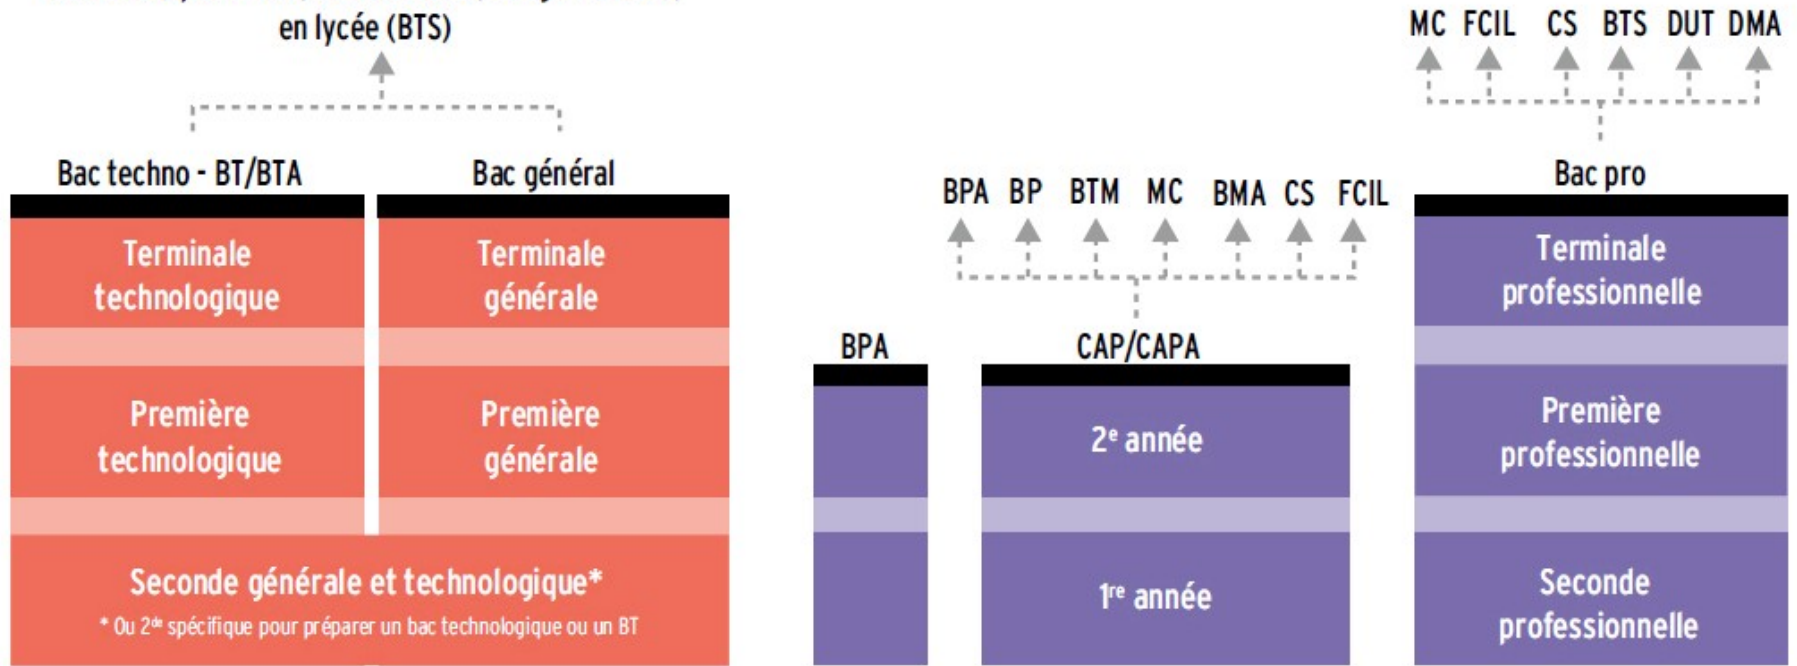 en lycée (BTS)
Bac techno - BT/BTA
Bac général
Terminale
technologique
Terminale
générale
Première
technologique
Première
générale
Seconde générale et technologique*
* Ou 2de spécifique pour préparer un bac technologique ou un BT
BPA
BPA BP BTM MC BMA CS FCIL
CAP/CAPA
2e année
1re année
MC FCIL CS BTS DUT DMA
Bac pro
Terminale
professionnelle
Première
professionnelle
Seconde
professionnelle